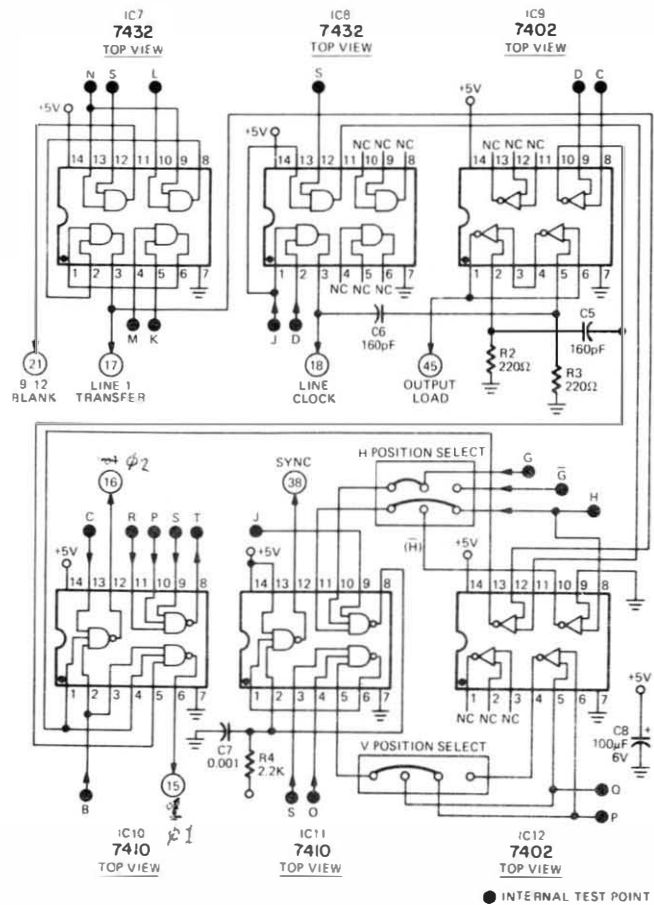 IC7
7432
TOP VIEW
IC8
7432
TOP VIEW
IC9
7402
TOP VIEW
N S L
S
D C
+5V
+5V
+5V
NC NC NC
NC NC NC
14 13 12 11 10 9 8
14 13 12 11 10 9 8
14 13 12 11 10 9 8
1 2 3 4 5 6 7
1 2 3 4 5 6 7
1 2 3 4 5 6 7
NC NC NC
M K
J D
C6
160pF
C5
160pF
R2
220Ω
R3
220Ω
21
9 12
BLANK
17
LINE 1
TRANSFER
18
LINE
CLOCK
45
OUTPUT
LOAD
φ2
16
SYNC
38
H POSITION SELECT
G
G̅
H
(H̅)
C R P S T
J
+5V
+5V
+5V
14 13 12 11 10 9 8
14 13 12 11 10 9 8
14 13 12 11 10 9 8
1 2 3 4 5 6 7
1 2 3 4 5 6 7
1 2 3 4 5 6 7
NC NC NC
+5V
C8
100μF
6V
+
C7
0.001
R4
2.2K
V POSITION SELECT
B
15
φ1
S O
Q
P
IC10
7410
TOP VIEW
IC11
7410
TOP VIEW
IC12
7402
TOP VIEW
INTERNAL TEST POINT